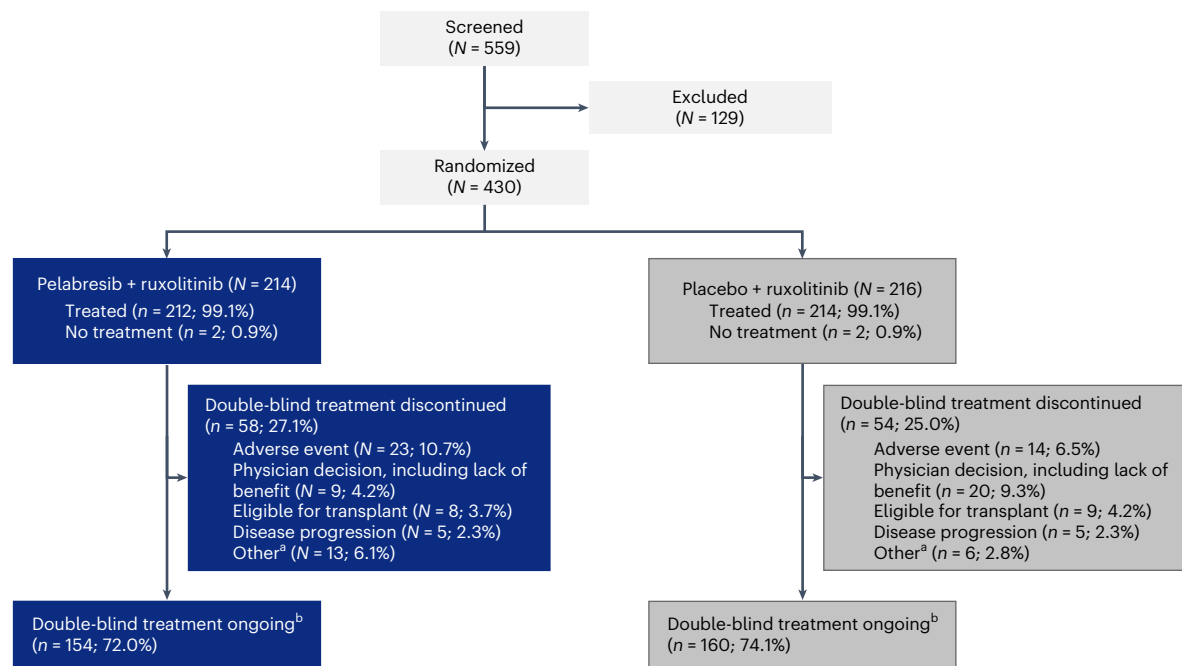 Screened
(N = 559)
Excluded
(N = 129)
Randomized
(N = 430)
Pelabresib + ruxolitinib (N = 214)
Treated (n = 212; 99.1%)
No treatment (n = 2; 0.9%)
Placebo + ruxolitinib (N = 216)
Treated (n = 214; 99.1%)
No treatment (n = 2; 0.9%)
Double-blind treatment discontinued
(n = 58; 27.1%)
Adverse event (N = 23; 10.7%)
Physician decision, including lack of
benefit (N = 9; 4.2%)
Eligible for transplant (N = 8; 3.7%)
Disease progression (N = 5; 2.3%)
Otherᵃ (N = 13; 6.1%)
Double-blind treatment discontinued
(n = 54; 25.0%)
Adverse event (n = 14; 6.5%)
Physician decision, including lack of
benefit (n = 20; 9.3%)
Eligible for transplant (n = 9; 4.2%)
Disease progression (n = 5; 2.3%)
Otherᵃ (n = 6; 2.8%)
Double-blind treatment ongoingᵇ
(n = 154; 72.0%)
Double-blind treatment ongoingᵇ
(n = 160; 74.1%)